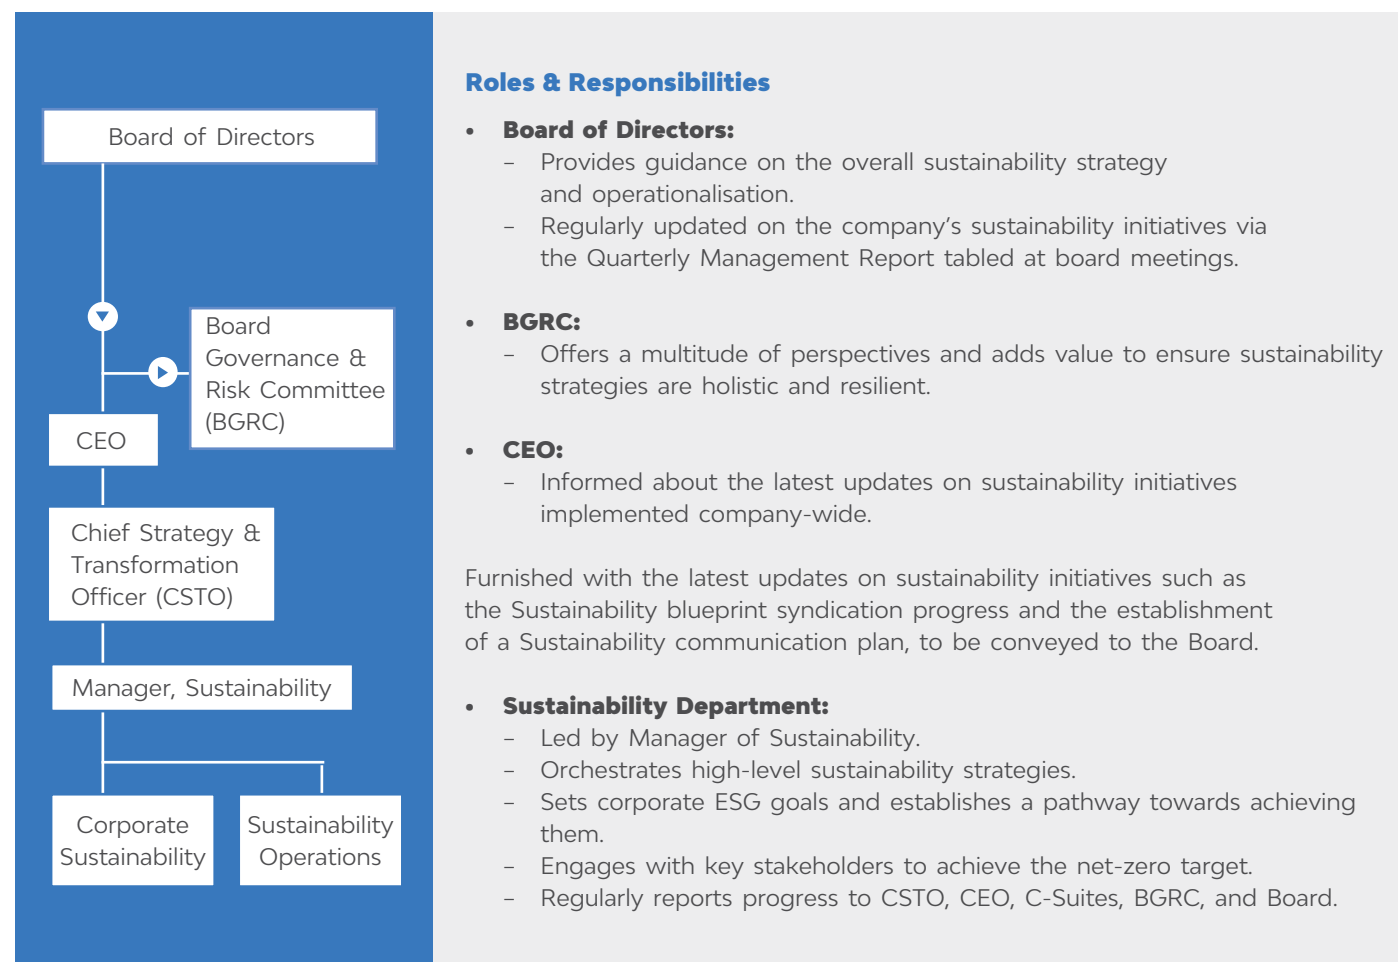 Board of Directors
Board
Governance &
Risk Committee
(BGRC)
CEO
Chief Strategy &
Transformation
Officer (CSTO)
Manager, Sustainability
Corporate
Sustainability
Sustainability
Operations
Roles & Responsibilities
• Board of Directors:
– Provides guidance on the overall sustainability strategy
and operationalisation.
– Regularly updated on the company’s sustainability initiatives via
the Quarterly Management Report tabled at board meetings.
• BGRC:
– Offers a multitude of perspectives and adds value to ensure sustainability
strategies are holistic and resilient.
• CEO:
– Informed about the latest updates on sustainability initiatives
implemented company-wide.
Furnished with the latest updates on sustainability initiatives such as
the Sustainability blueprint syndication progress and the establishment
of a Sustainability communication plan, to be conveyed to the Board.
• Sustainability Department:
– Led by Manager of Sustainability.
– Orchestrates high-level sustainability strategies.
– Sets corporate ESG goals and establishes a pathway towards achieving
them.
– Engages with key stakeholders to achieve the net-zero target.
– Regularly reports progress to CSTO, CEO, C-Suites, BGRC, and Board.